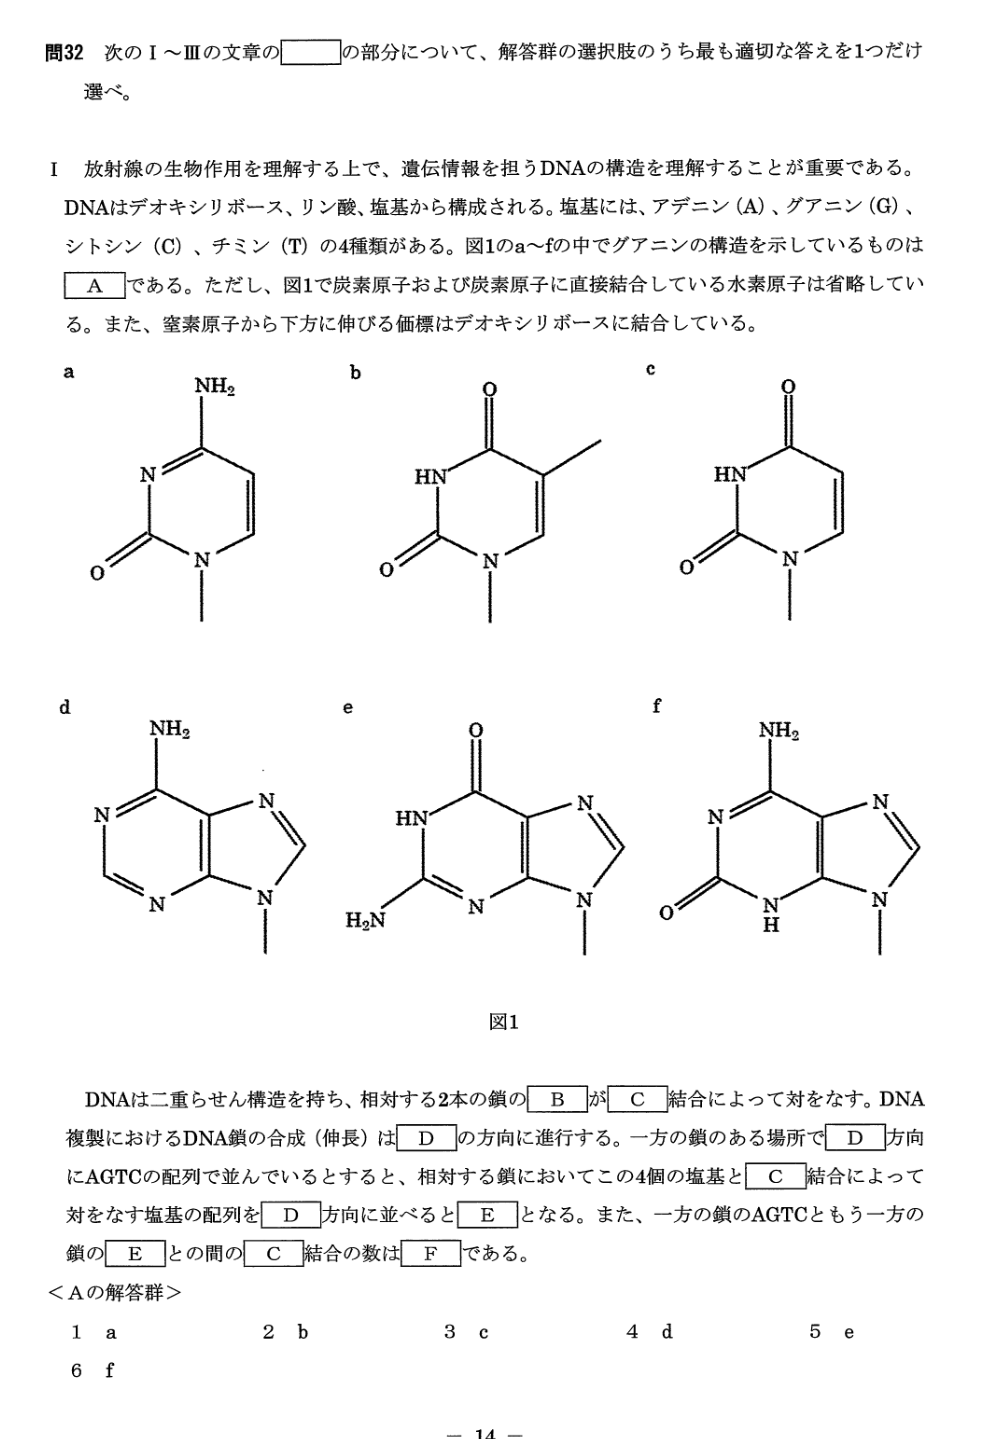 問32 次のⅠ~Ⅲの文章の の部分について、解答群の選択肢のうち最も適切な答えを1つだけ
選べ。
Ⅰ 放射線の生物作用を理解する上で、遺伝情報を担うDNAの構造を理解することが重要である。
DNAはデオキシリボース、リン酸、塩基から構成される。塩基には、アデニン(A)、グアニン(G)、
シトシン(C)、チミン(T)の4種類がある。図1のa~fの中でグアニンの構造を示しているものは
A である。ただし、図1で炭素原子および炭素原子に直接結合している水素原子は省略してい
る。また、窒素原子から下方に伸びる価標はデオキシリボースに結合している。
a b c
NH₂ O O
N HN HN
O N O N O N
d e f
NH₂ O NH₂
N N HN N N N
N N H₂N N N O N H N
図1
DNAは二重らせん構造を持ち、相対する2本の鎖の B が C 結合によって対をなす。DNA
複製におけるDNA鎖の合成(伸長)は D の方向に進行する。一方の鎖のある場所で D 方向
にAGTCの配列で並んでいるとすると、相対する鎖においてこの4個の塩基と C 結合によって
対をなす塩基の配列を D 方向に並べると E となる。また、一方の鎖のAGTCともう一方の
鎖の E との間の C 結合の数は F である。
<Aの解答群>
1 a 2 b 3 c 4 d 5 e
6 f
- 14 -